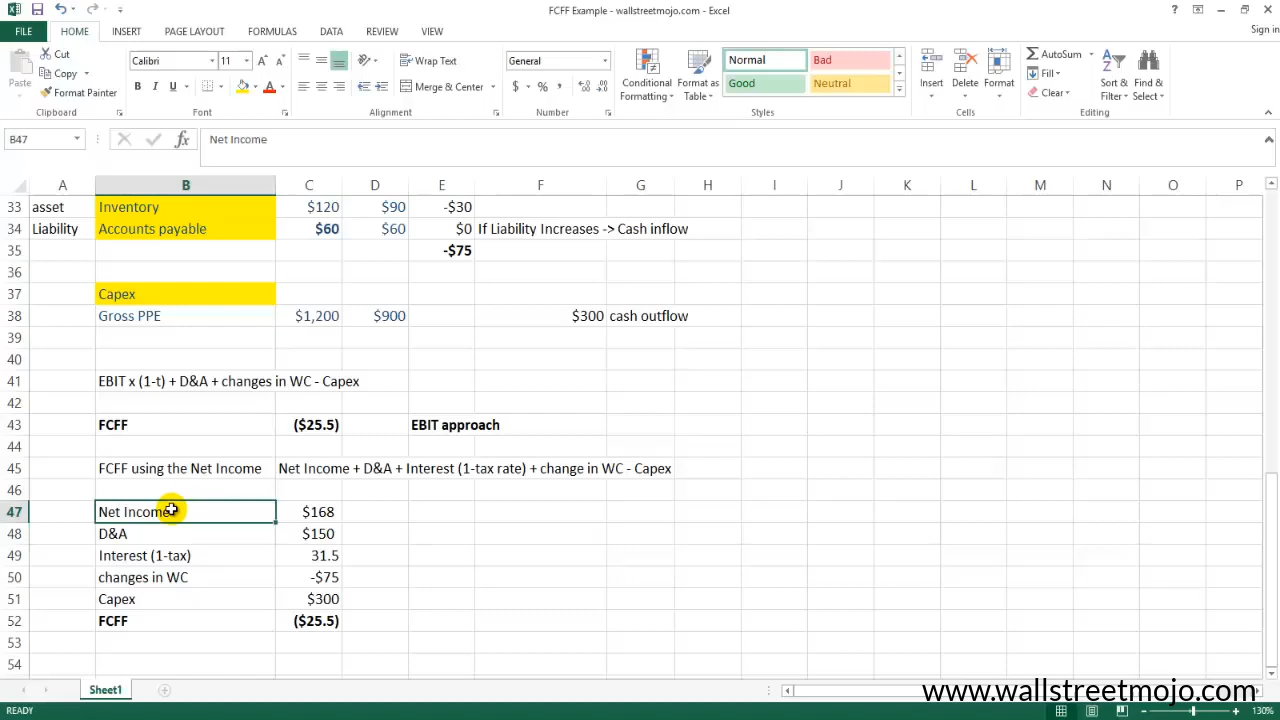 FCFF Example - wallstreetmojo.com - Excel
?
Sign in
FILE HOME INSERT PAGE LAYOUT FORMULAS DATA REVIEW VIEW
Paste
Cut
Copy
Format Painter
Calibri 11
B I U
Wrap Text
Merge & Center
General
$ % ,
Conditional Formatting
Format as Table
Normal Bad
Good Neutral
Insert Delete Format
AutoSum
Fill
Clear
Sort & Filter
Find & Select
Clipboard Font Alignment Number Styles Cells Editing
B47 fx Net Income
A B C D E F G H I J K L M N O P
33 asset Inventory $120 $90 -$30
34 Liability Accounts payable $60 $60 $0 If Liability Increases -> Cash inflow
35 -$75
36
37 Capex
38 Gross PPE $1,200 $900 $300 cash outflow
39
40
41 EBIT x (1-t) + D&A + changes in WC - Capex
42
43 FCFF ($25.5) EBIT approach
44
45 FCFF using the Net Income Net Income + D&A + Interest (1-tax rate) + change in WC - Capex
46
47 Net Income $168
48 D&A $150
49 Interest (1-tax) 31.5
50 changes in WC -$75
51 Capex $300
52 FCFF ($25.5)
53
54
Sheet1
www.wallstreetmojo.com
READY 130%